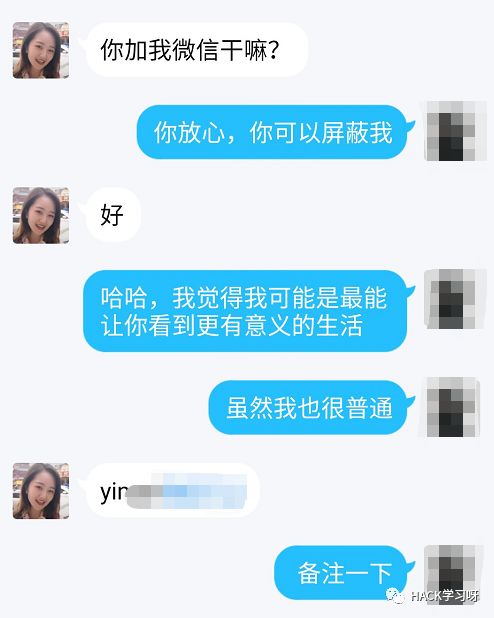 你加我微信干嘛？
你放心，你可以屏蔽我
好
哈哈，我觉得我可能是最能
让你看到更有意义的生活
虽然我也很普通
yin
备注一下
HACK学习呀